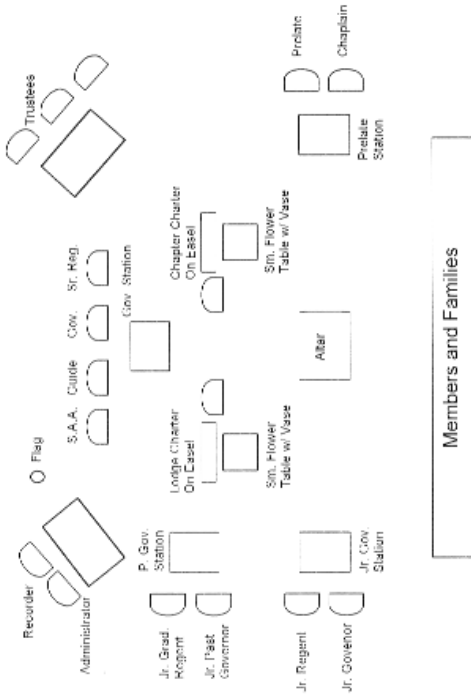 Trustees
Prelate
Chaplain
Prelate
Station
Sr. Reg.
Gov.
Guide
S.A.A.
Flag
Gov Station
Chapter Charter
On Easel
Sm. Flower
Table w/ Vase
Altar
Lodge Charter
On Easel
Sm. Flower
Table w/ Vase
Recorder
Administrator
P. Gov.
Station
Jr. Grad.
Regent
Jr. Past
Governor
Jr. Gov.
Station
Jr. Regent
Jr. Govenor
Members and Families